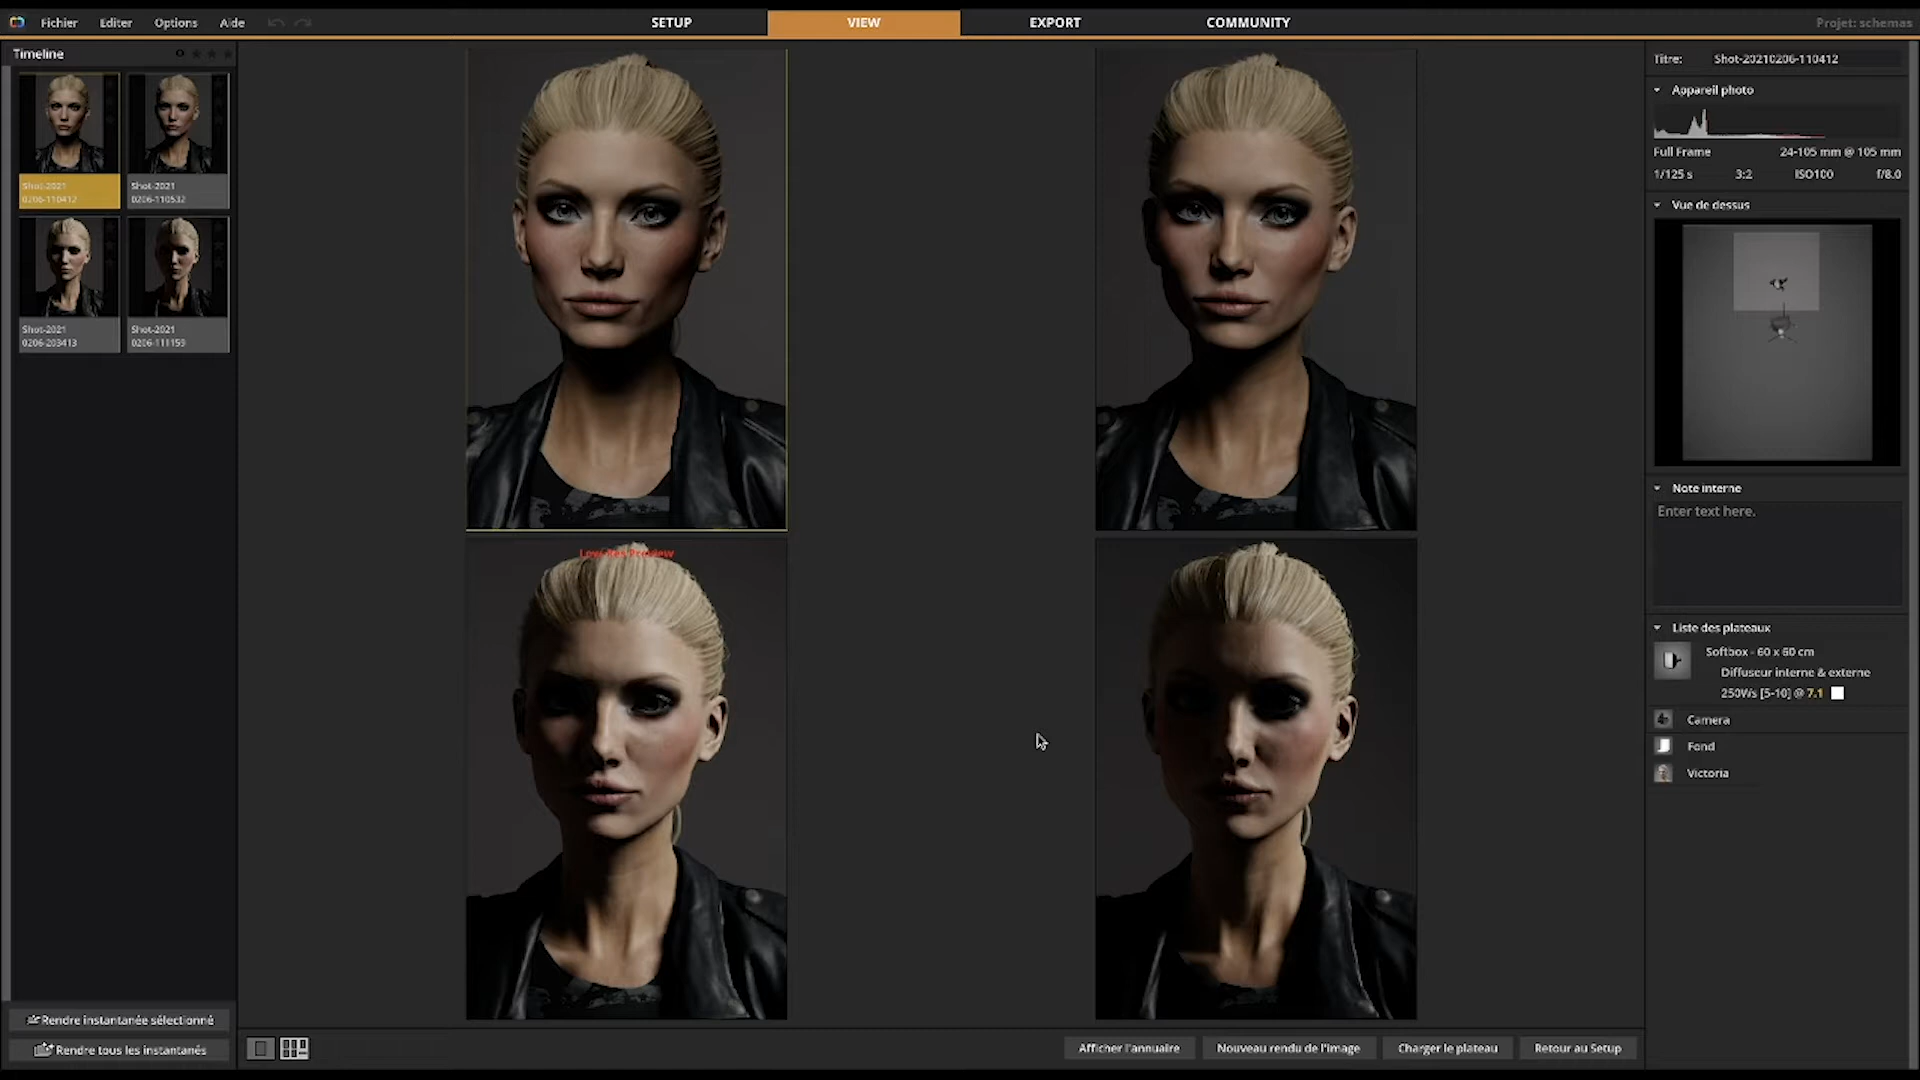 Fichier Editer Options Aide
SETUP VIEW EXPORT COMMUNITY
Projet: schemas
Timeline
Shot-2021
0206-110412
Shot-2021
0206-110532
Shot-2021
0206-203413
Shot-2021
0206-111159
Rendre instantanée sélectionné
Rendre tous les instantanés
Low Res Preview
Afficher l'annuaire
Nouveau rendu de l'image
Charger le plateau
Retour au Setup
Titre: Shot-20210206-110412
Appareil photo
Full Frame 24-105 mm @ 105 mm
1/125 s 3:2 ISO100 f/8.0
Vue de dessus
Note interne
Enter text here.
Liste des plateaux
Softbox - 60 x 60 cm
Diffuseur interne & externe
250Ws [5-10] @ 7.1
Camera
Fond
Victoria